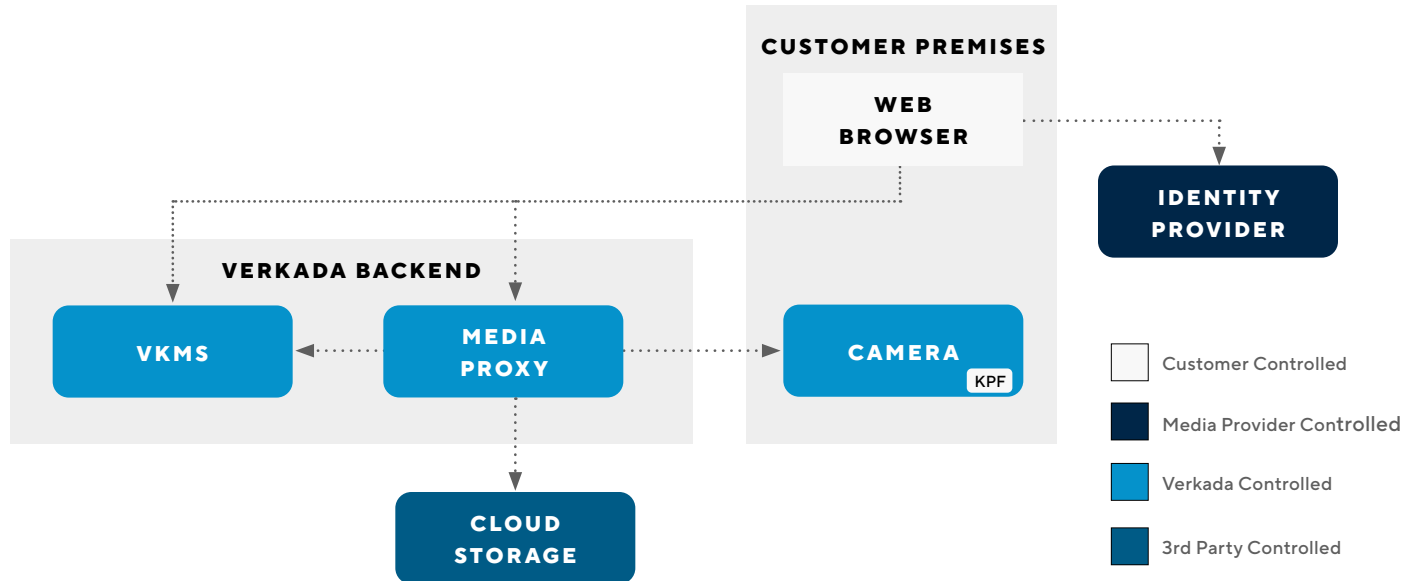 CUSTOMER PREMISES
WEB
BROWSER
IDENTITY
PROVIDER
VERKADA BACKEND
VKMS
MEDIA
PROXY
CAMERA
KPF
CLOUD
STORAGE
Customer Controlled
Media Provider Controlled
Verkada Controlled
3rd Party Controlled